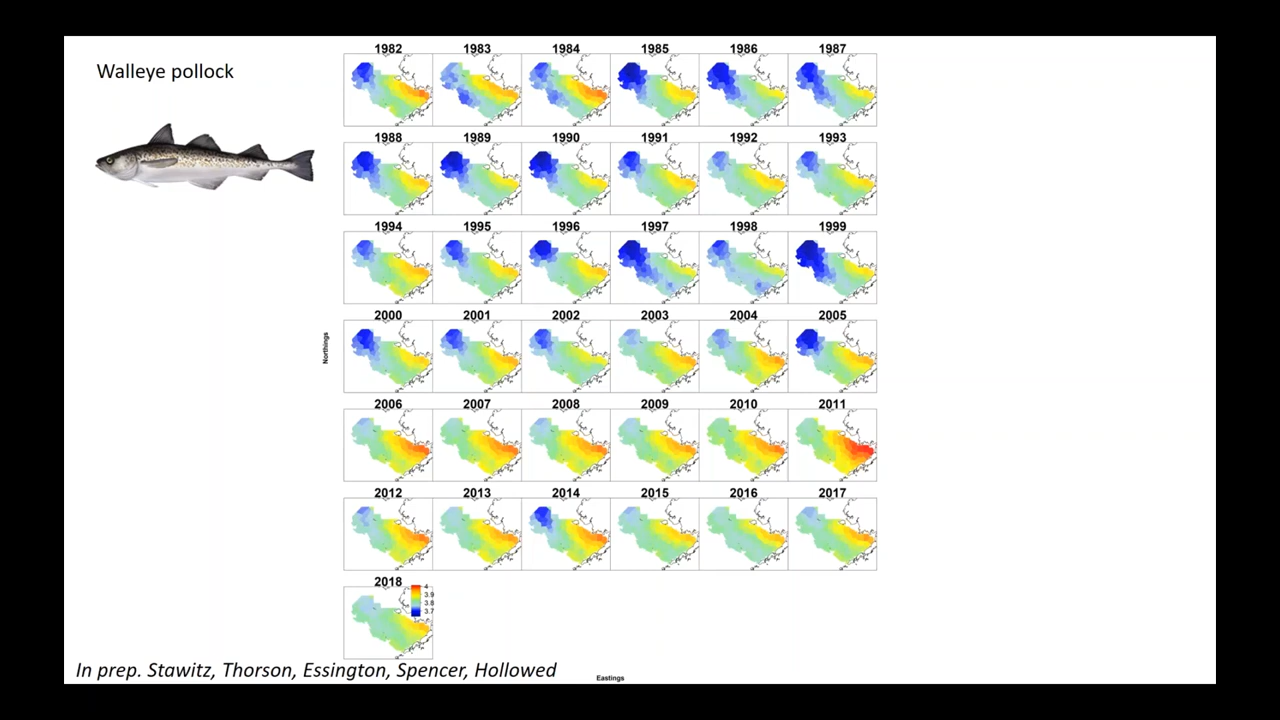 Walleye pollock
1982 1983 1984 1985 1986 1987
1988 1989 1990 1991 1992 1993
1994 1995 1996 1997 1998 1999
2000 2001 2002 2003 2004 2005
Northings
2006 2007 2008 2009 2010 2011
2012 2013 2014 2015 2016 2017
2018
4
3.9
3.8
3.7
In prep. Stawitz, Thorson, Essington, Spencer, Hollowed
Eastings